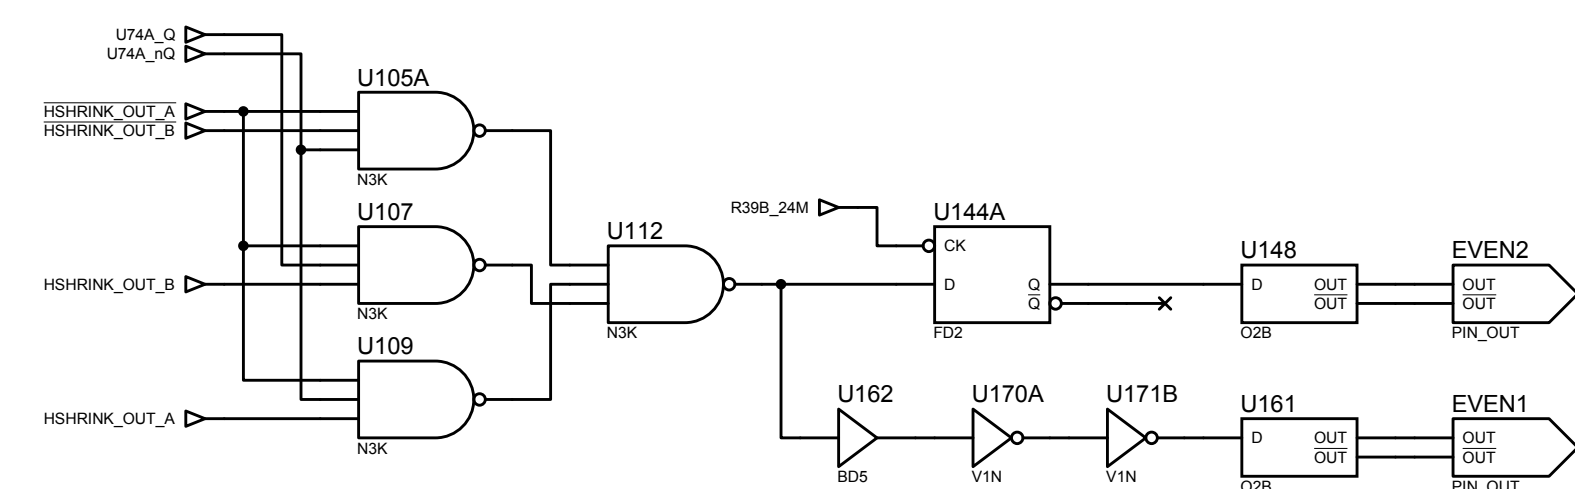 U74A_Q
U74A_nQ
HSHRINK_OUT_A
HSHRINK_OUT_B
U105A
N3K
U107
HSHRINK_OUT_B
N3K
U109
HSHRINK_OUT_A
N3K
U112
N3K
R39B_24M
U144A
CK
D
Q
Q
FD2
U148
D
OUT
OUT
O2B
EVEN2
OUT
OUT
PIN_OUT
U162
BD5
U170A
V1N
U171B
V1N
U161
D
OUT
OUT
O2B
EVEN1
OUT
OUT
PIN_OUT